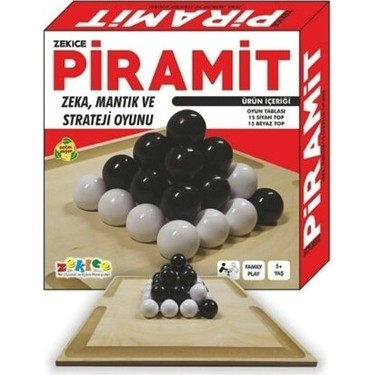 ZEKİCE
PİRAMİT
ZEKA, MANTIK VE
STRATEJİ OYUNU
ÜRÜN İÇERİĞİ
OYUN TABLASI
15 SİYAH TOP
15 BEYAZ TOP
zekice
FAMILY
PLAY
5+
YAŞ
PİRAMİT